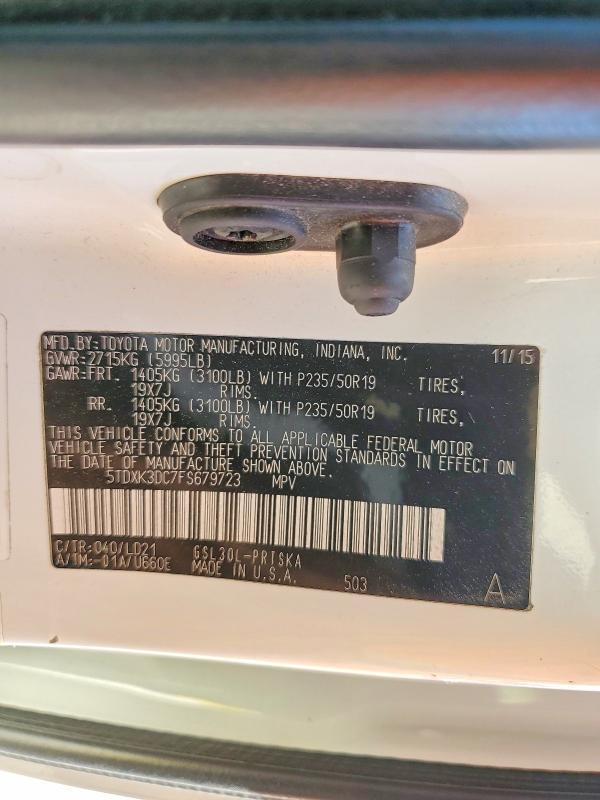 MFD.BY:TOYOTA MOTOR MANUFACTURING, INDIANA, INC. 11/15
GVWR:2715KG (5995LB)
GAWR:FRT. 1405KG (3100LB) WITH P235/50R19 TIRES,
19X7J RIMS.
RR. 1405KG (3100LB) WITH P235/50R19 TIRES,
19X7J RIMS.
THIS VEHICLE CONFORMS TO ALL APPLICABLE FEDERAL MOTOR
VEHICLE SAFETY AND THEFT PREVENTION STANDARDS IN EFFECT ON
THE DATE OF MANUFACTURE SHOWN ABOVE.
5TDXK3DC7FS679723 MPV
C/TR:040/LD21 GSL30L-PRTSKA
A/TM:-01A/U660E MADE IN U.S.A. 503 A